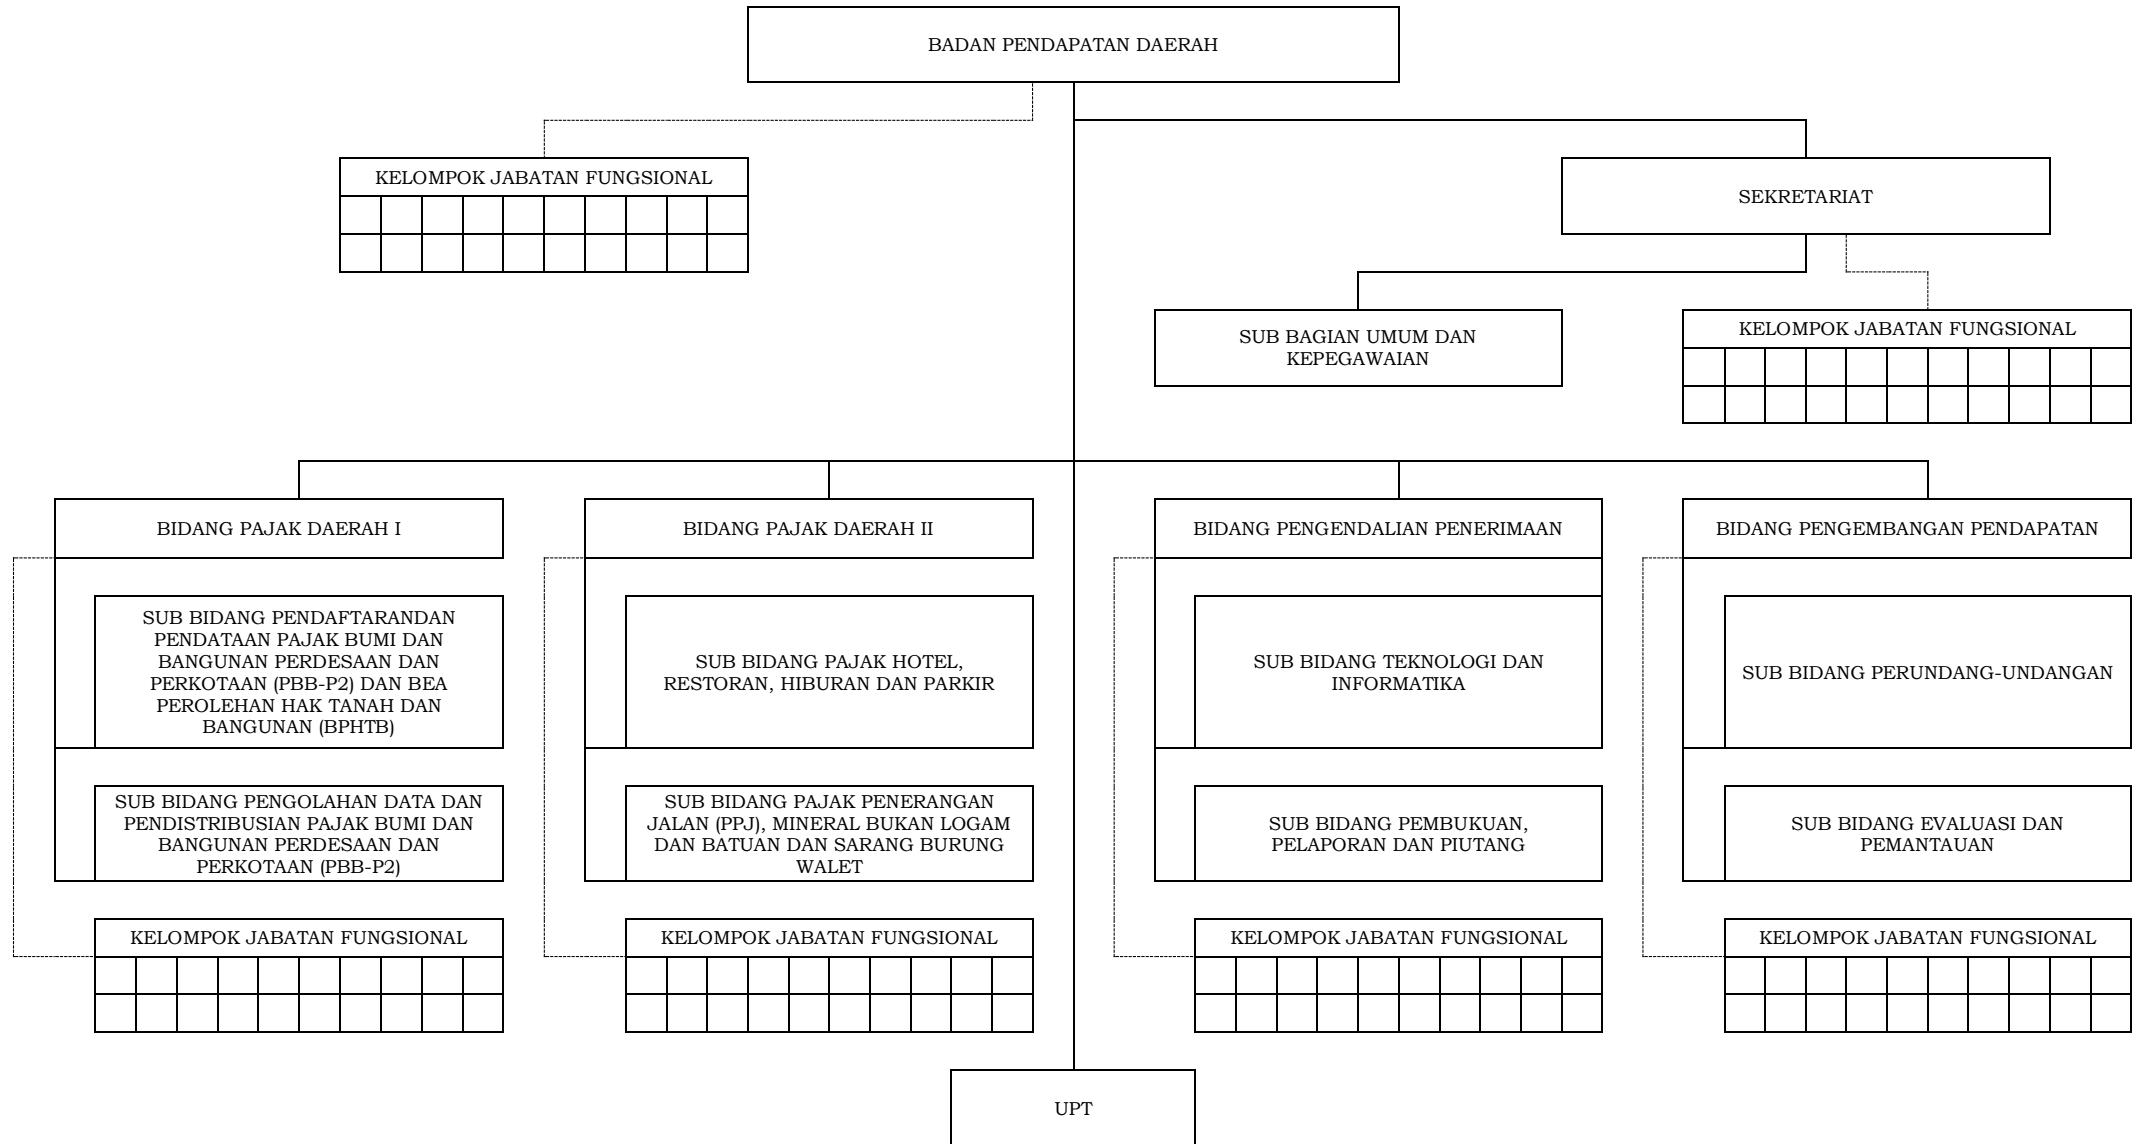 BADAN PENDAPATAN DAERAH
KELOMPOK JABATAN FUNGSIONAL
SEKRETARIAT
SUB BAGIAN UMUM DAN
KEPEGAWAIAN
KELOMPOK JABATAN FUNGSIONAL
BIDANG PAJAK DAERAH I
BIDANG PAJAK DAERAH II
BIDANG PENGENDALIAN PENERIMAAN
BIDANG PENGEMBANGAN PENDAPATAN
SUB BIDANG PENDAFTARANDAN
PENDATAAN PAJAK BUMI DAN
BANGUNAN PERDESAAN DAN
PERKOTAAN (PBB-P2) DAN BEA
PEROLEHAN HAK TANAH DAN
BANGUNAN (BPHTB)
SUB BIDANG PAJAK HOTEL,
RESTORAN, HIBURAN DAN PARKIR
SUB BIDANG TEKNOLOGI DAN
INFORMATIKA
SUB BIDANG PERUNDANG-UNDANGAN
SUB BIDANG PENGOLAHAN DATA DAN
PENDISTRIBUSIAN PAJAK BUMI DAN
BANGUNAN PERDESAAN DAN
PERKOTAAN (PBB-P2)
SUB BIDANG PAJAK PENERANGAN
JALAN (PPJ), MINERAL BUKAN LOGAM
DAN BATUAN DAN SARANG BURUNG
WALET
SUB BIDANG PEMBUKUAN,
PELAPORAN DAN PIUTANG
SUB BIDANG EVALUASI DAN
PEMANTAUAN
KELOMPOK JABATAN FUNGSIONAL
KELOMPOK JABATAN FUNGSIONAL
KELOMPOK JABATAN FUNGSIONAL
KELOMPOK JABATAN FUNGSIONAL
UPT